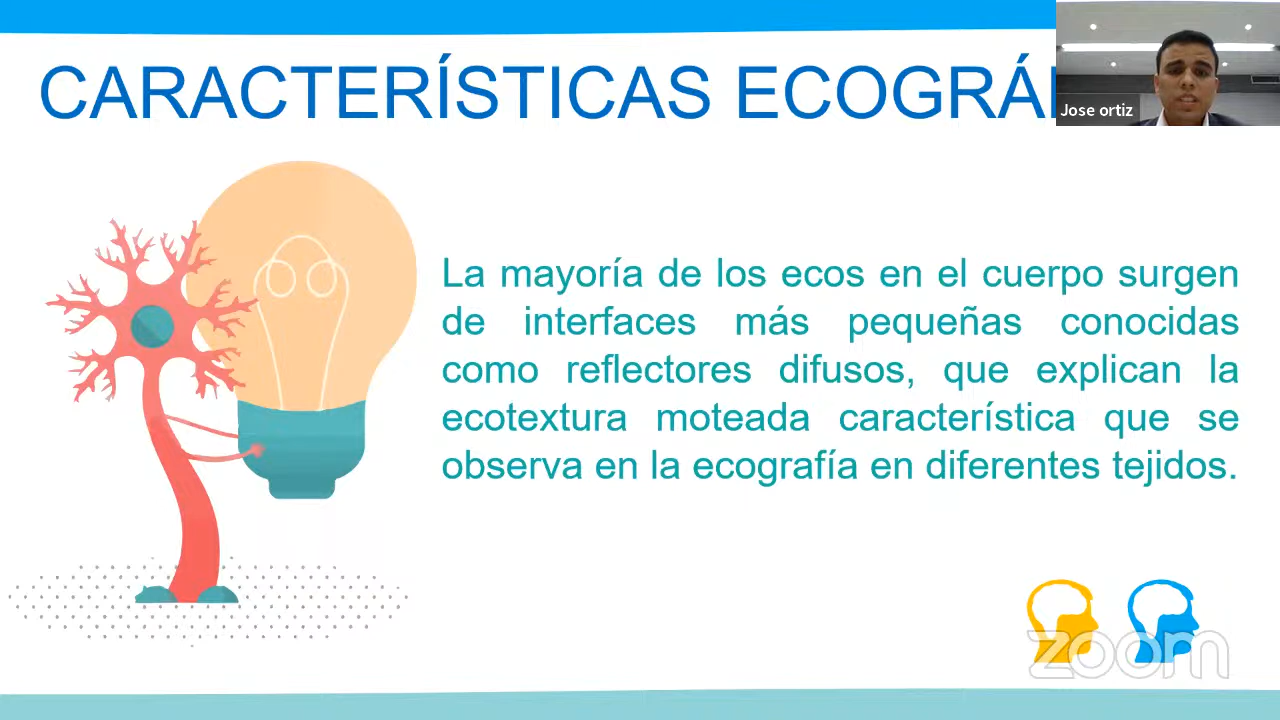 CARACTERÍSTICAS ECOGRÁ
Jose ortiz
La mayoría de los ecos en el cuerpo surgen
de interfaces más pequeñas conocidas
como reflectores difusos, que explican la
ecotextura moteada característica que se
observa en la ecografía en diferentes tejidos.
zoom